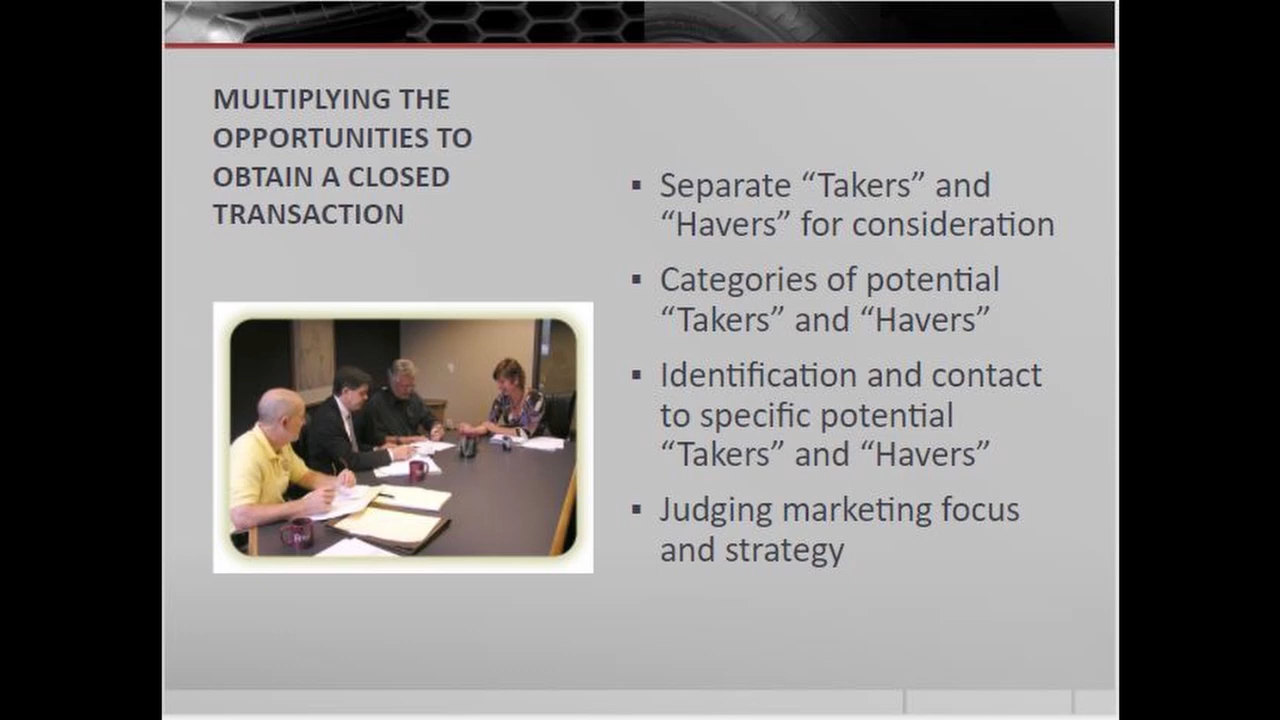 MULTIPLYING THE
OPPORTUNITIES TO
OBTAIN A CLOSED
TRANSACTION
▪ Separate “Takers” and
“Havers” for consideration
▪ Categories of potential
“Takers” and “Havers”
▪ Identification and contact
to specific potential
“Takers” and “Havers”
▪ Judging marketing focus
and strategy